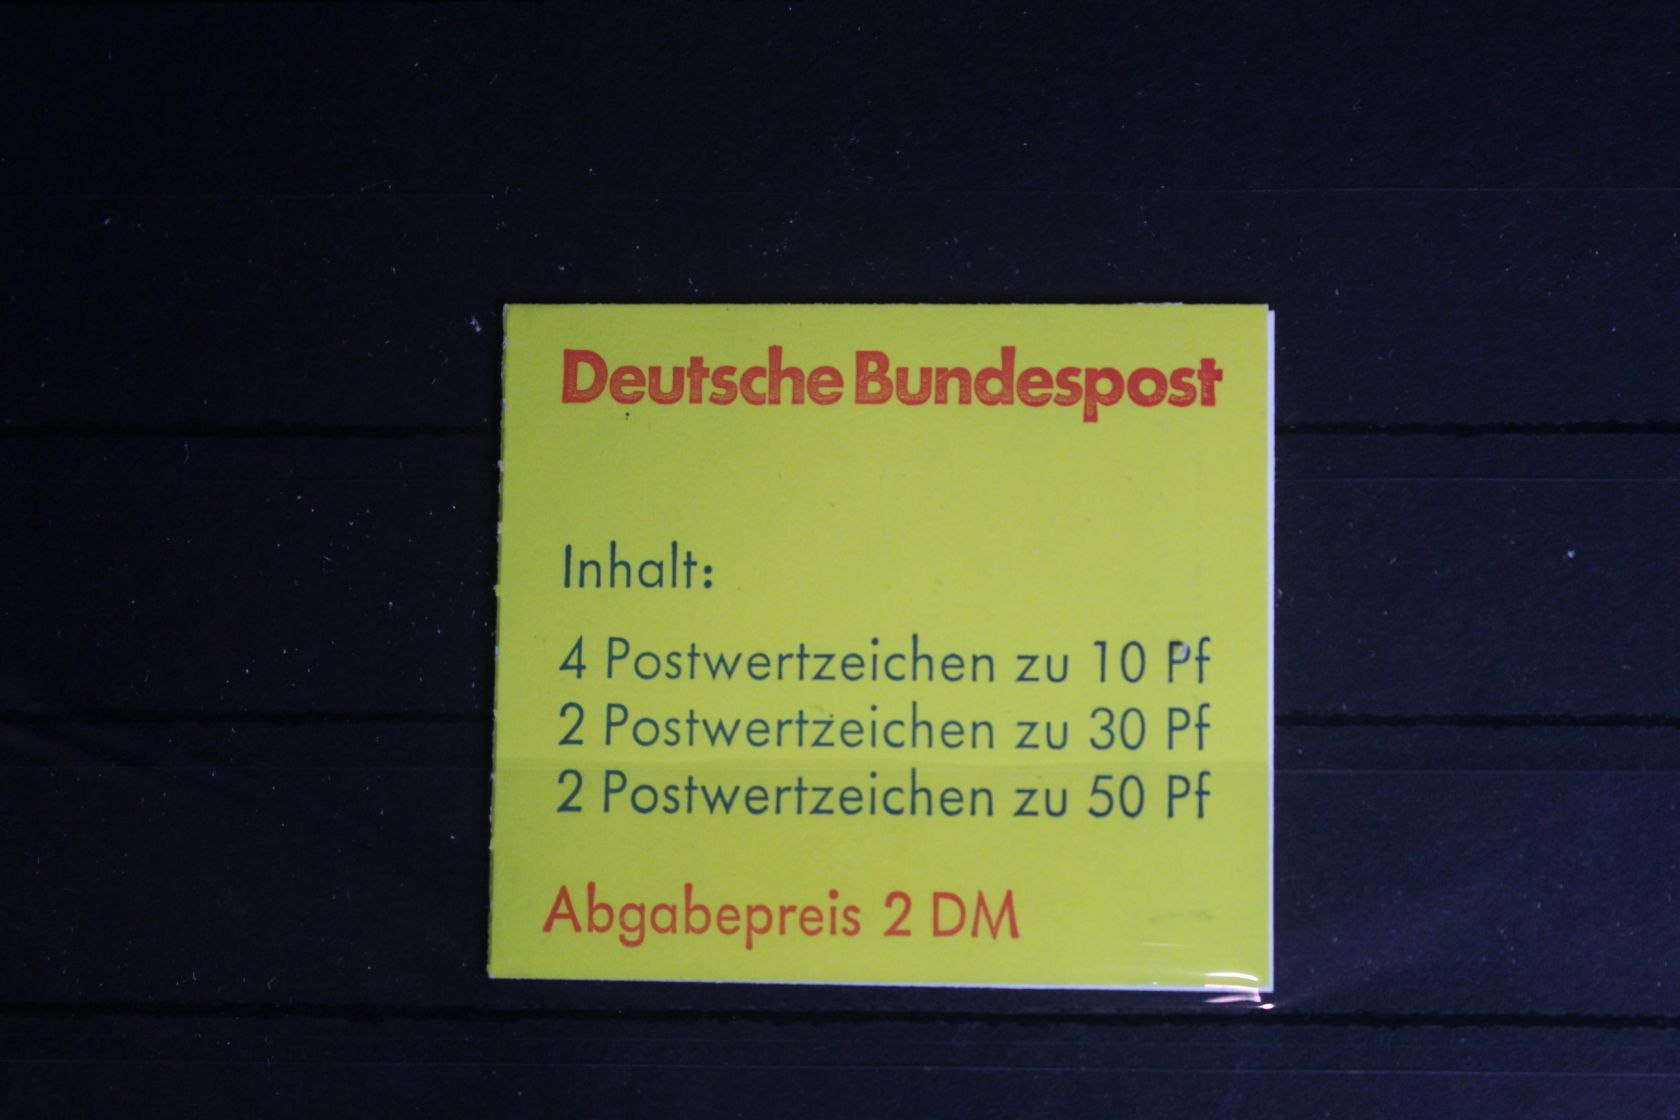 Deutsche Bundespost
Inhalt:
4 Postwertzeichen zu 10 Pf
2 Postwertzeichen zu 30 Pf
2 Postwertzeichen zu 50 Pf
Abgabepreis 2 DM